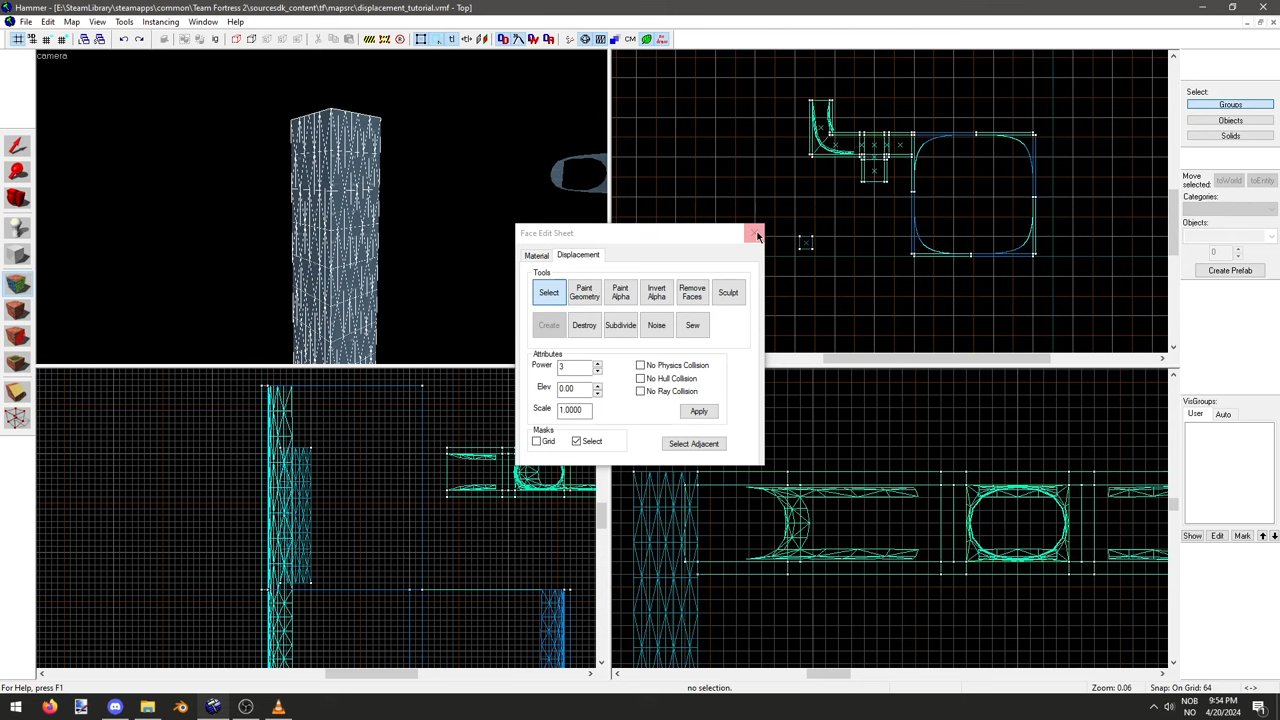 Hammer - [E:\SteamLibrary\steamapps\common\Team Fortress 2\sourcesdk_content\tf\mapsrc\displacement_tutorial.vmf - Top]
File Edit Map View Tools Instancing Window Help
camera
Face Edit Sheet
Material Displacement
Tools
Select Paint Geometry Paint Alpha Invert Alpha Remove Faces Sculpt
Create Destroy Subdivide Noise Sew
Attributes
Power 3
Elev 0.00
Scale 1.0000
No Physics Collision
No Hull Collision
No Ray Collision
Apply
Masks
Grid Select
Select Adjacent
Select:
Groups
Objects
Solids
Move selected: toWorld toEntity
Categories:
Objects:
0
Create Prefab
VisGroups:
User Auto
Show Edit Mark
For Help, press F1
no selection.
Zoom: 0.06
Snap: On Grid: 64
<->
NOB
NO
9:54 PM
4/20/2024